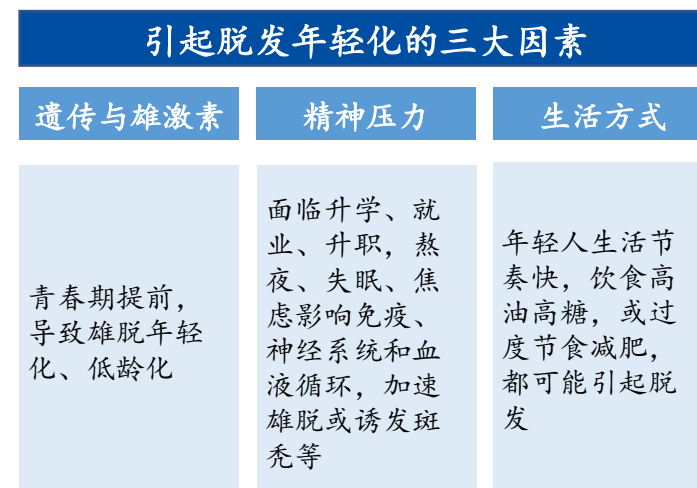 引起脱发年轻化的三大因素
遗传与雄激素
精神压力
生活方式
青春期提前，
导致雄脱年轻
化、低龄化
面临升学、就
业、升职，熬
夜、失眠、焦
虑影响免疫、
神经系统和血
液循环，加速
雄脱或诱发斑
秃等
年轻人生活节
奏快，饮食高
油高糖，或过
度节食减肥，
都可能引起脱
发